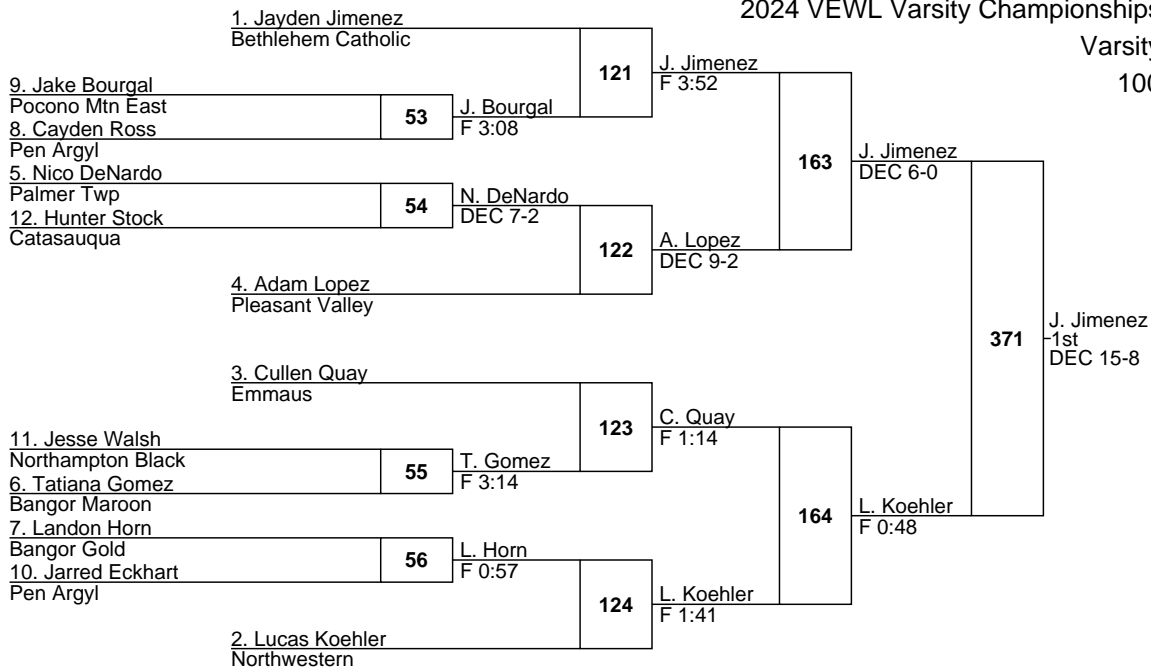 2024 VEWL Varsity Championships
Varsity
100
1. Jayden Jimenez
Bethlehem Catholic
121
J. Jimenez
F 3:52
9. Jake Bourgal
Pocono Mtn East
53
J. Bourgal
F 3:08
8. Cayden Ross
Pen Argyl
163
J. Jimenez
DEC 6-0
5. Nico DeNardo
Palmer Twp
54
N. DeNardo
DEC 7-2
12. Hunter Stock
Catasauqua
122
A. Lopez
DEC 9-2
4. Adam Lopez
Pleasant Valley
371
J. Jimenez
1st
DEC 15-8
3. Cullen Quay
Emmaus
123
C. Quay
F 1:14
11. Jesse Walsh
Northampton Black
55
T. Gomez
F 3:14
6. Tatiana Gomez
Bangor Maroon
164
L. Koehler
F 0:48
7. Landon Horn
Bangor Gold
56
L. Horn
F 0:57
10. Jarred Eckhart
Pen Argyl
124
L. Koehler
F 1:41
2. Lucas Koehler
Northwestern